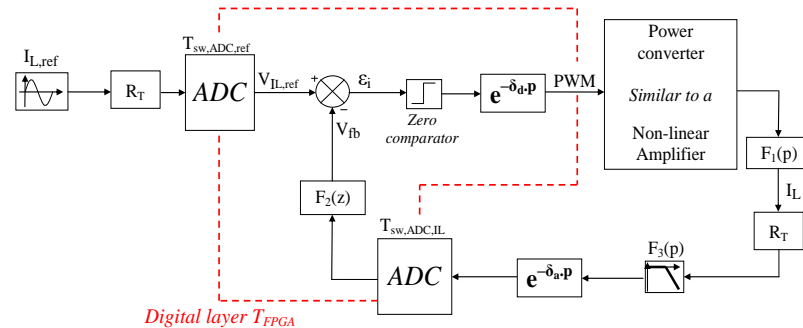 I_L,ref
R_T
T_sw,ADC,ref
ADC
V_IL,ref
+
−
ε_i
V_fb
Zero
comparator
e^−δ_d.p
PWM
Power
converter
Similar to a
Non-linear
Amplifier
F_1(p)
I_L
R_T
F_3(p)
e^−δ_a.p
T_sw,ADC,IL
ADC
F_2(z)
Digital layer T_FPGA